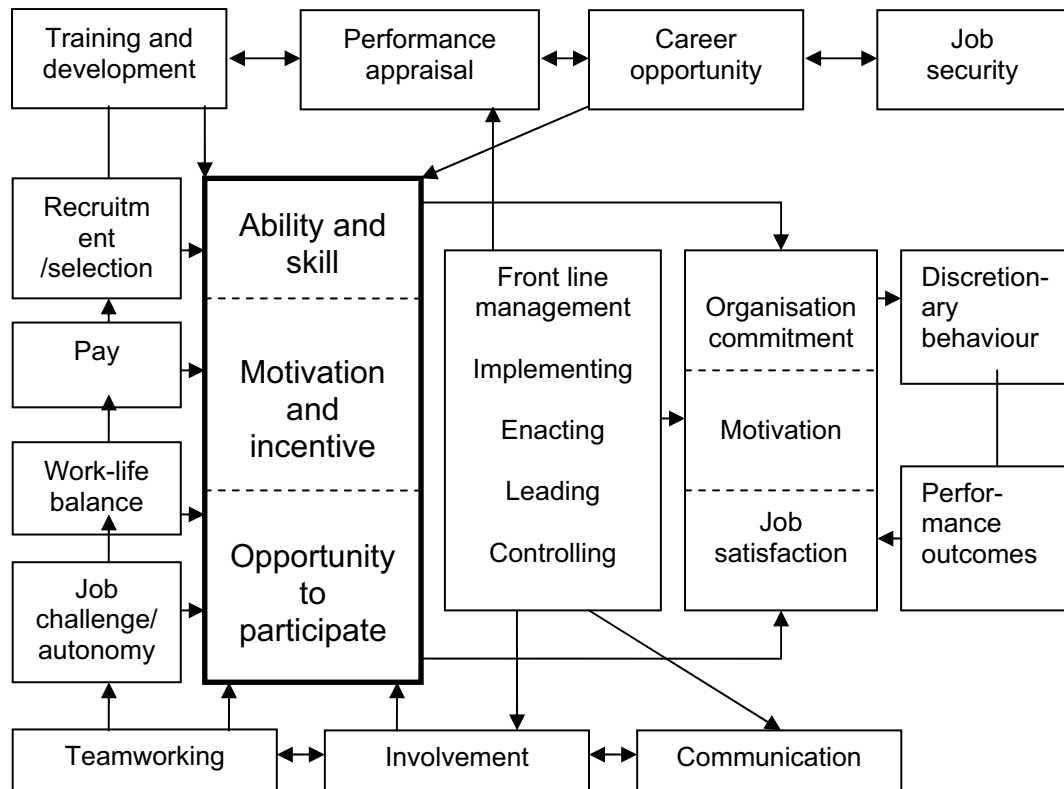 Training and
development
Performance
appraisal
Career
opportunity
Job
security
Recruitm
ent
/selection
Pay
Work-life
balance
Job
challenge/
autonomy
Ability and
skill
Motivation
and
incentive
Opportunity
to
participate
Front line
management
Implementing
Enacting
Leading
Controlling
Organisation
commitment
Motivation
Job
satisfaction
Discretion-
ary
behaviour
Perfor-
mance
outcomes
Teamworking
Involvement
Communication